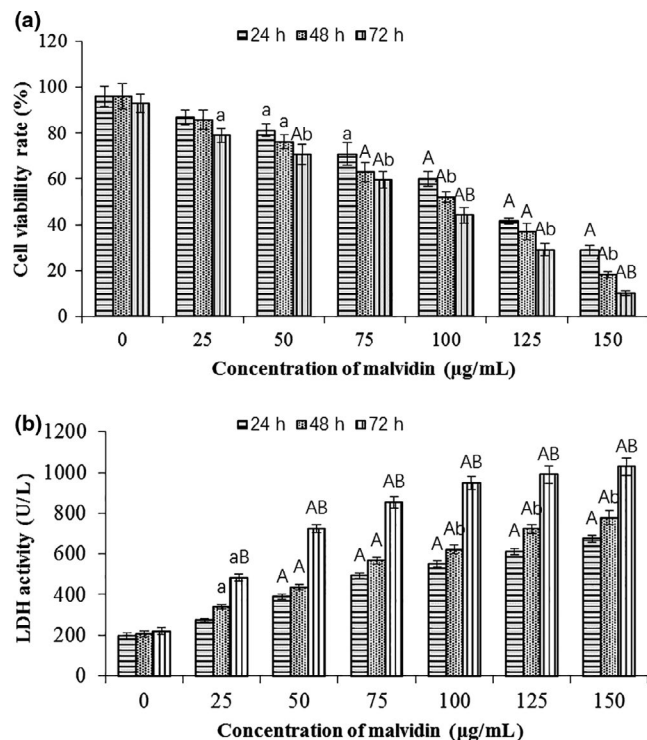 (a)
120
24 h 48 h 72 h
100
80
60
40
20
0
Cell viabillity rate (%)
a
a a Ab
a A Ab
A Ab AB
A A Ab
A Ab AB
0 25 50 75 100 125 150
Concentration of malvidin (μg/mL)
(b)
1200
24 h 48 h 72 h
1000
800
600
400
200
0
LDH activity (U/L)
a aB
A A AB
A A AB
A Ab AB
A Ab AB
A Ab AB
0 25 50 75 100 125 150
Concentration of malvidin (μg/mL)